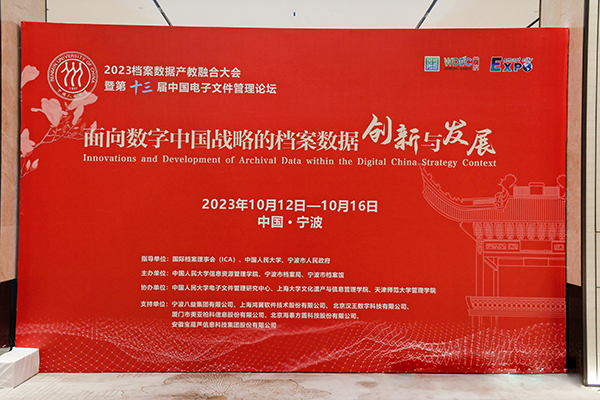 RENMIN UNIVERSITY OF CHINA
1937
2023档案数据产教融合大会
暨第十三届中国电子文件管理论坛
EXPO
面向数字中国战略的档案数据创新与发展
Innovations and Development of Archival Data within the Digital China Strategy Context
2023年10月12日—10月16日
中国·宁波
指导单位：国际档案理事会（ICA）、中国人民大学、宁波市人民政府
主办单位：中国人民大学信息资源管理学院、宁波市档案局、宁波市档案馆
协办单位：中国人民大学电子文件管理研究中心、上海大学文化遗产与信息管理学院、天津师范大学管理学院
支持单位：宁波八益集团有限公司、上海鸿翼软件技术股份有限公司、北京汉王数字科技有限公司、
厦门市美亚柏科信息股份有限公司、北京海泰方圆科技股份有限公司、
安徽宝葫芦信息科技集团股份有限公司